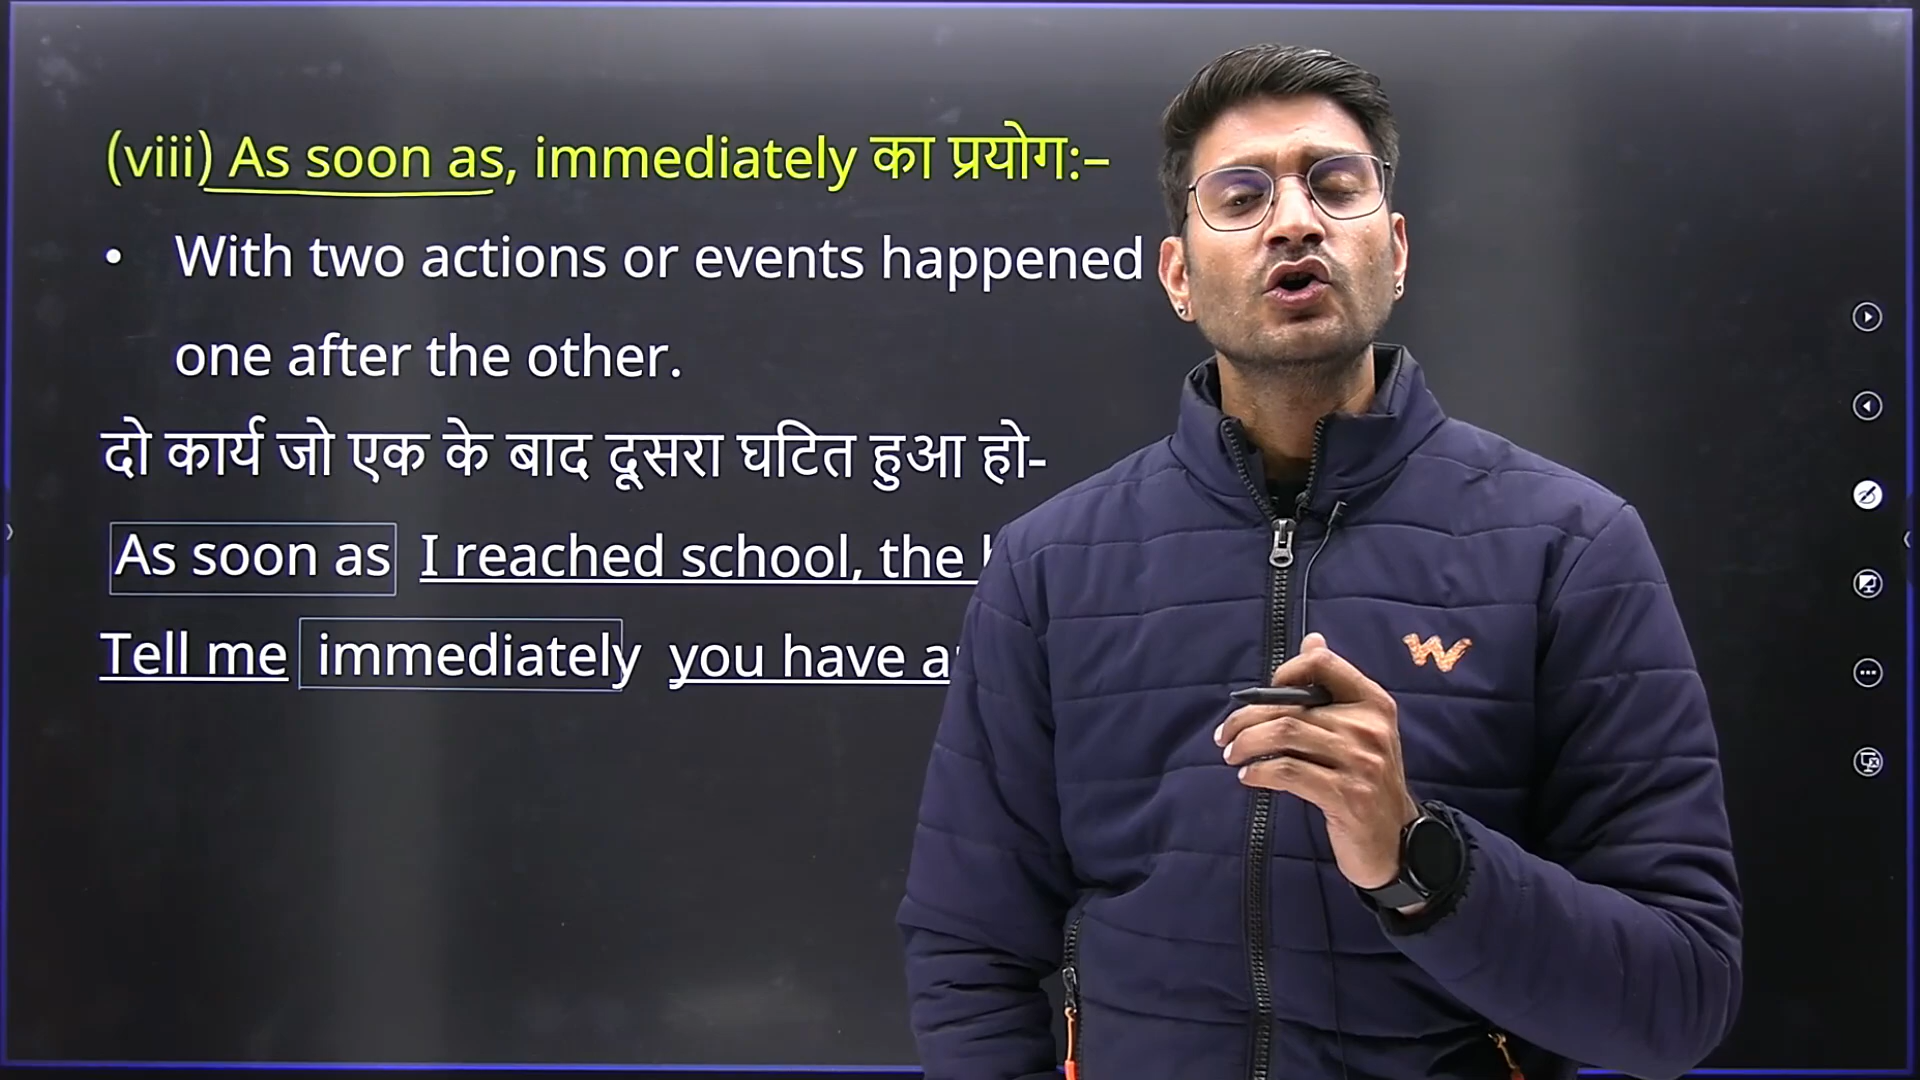 (viii) As soon as, immediately का प्रयोग:–
• With two actions or events happened
one after the other.
दो कार्य जो एक के बाद दूसरा घटित हुआ हो-
As soon as I reached school, the
Tell me immediately you have
W